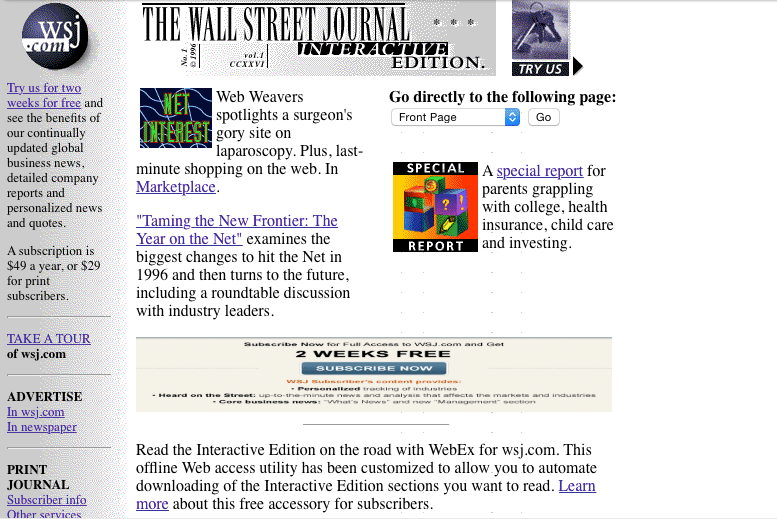 wsj
.com
Try us for two
weeks for free and
see the benefits of
our continually
updated global
business news,
detailed company
reports and
personalized news
and quotes.
A subscription is
$49 a year, or $29
for print
subscribers.
TAKE A TOUR
of wsj.com
ADVERTISE
In wsj.com
In newspaper
PRINT
JOURNAL
Subscriber info
Other services
THE WALL STREET JOURNAL
INTERACTIVE
EDITION.
No. 1
© 1996
vol.1
CCXXVI
* * *
TRY US
NET
INTEREST
Web Weavers
spotlights a surgeon's
gory site on
laparoscopy. Plus, last-
minute shopping on the web. In
Marketplace.
"Taming the New Frontier: The
Year on the Net" examines the
biggest changes to hit the Net in
1996 and then turns to the future,
including a roundtable discussion
with industry leaders.
Go directly to the following page:
Front Page
Go
SPECIAL
REPORT
?
A special report for
parents grappling
with college, health
insurance, child care
and investing.
Subscribe Now for Full Access to WSJ.com and Get
2 WEEKS FREE
SUBSCRIBE NOW
WSJ Subscriber's content provides:
• Personalized tracking of industries
• Heard on the Street: up-to-the-minute news and analysis that affects the markets and industries
• Core business news: "What's News" and new "Management" section
Read the Interactive Edition on the road with WebEx for wsj.com. This
offline Web access utility has been customized to allow you to automate
downloading of the Interactive Edition sections you want to read. Learn
more about this free accessory for subscribers.